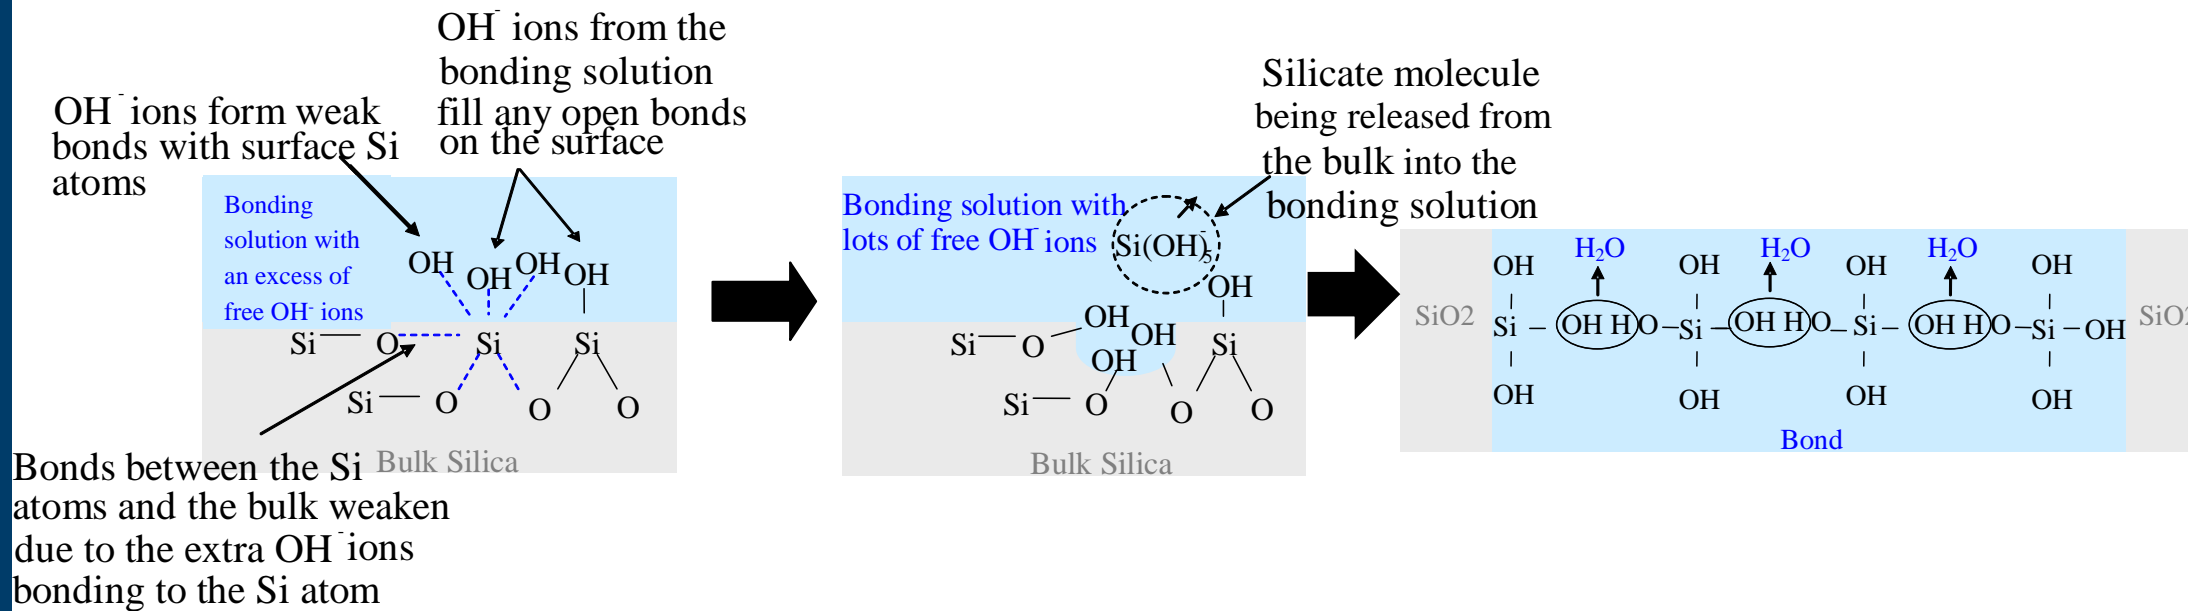 OH- ions form weak
bonds with surface Si
atoms
OH- ions from the
bonding solution
fill any open bonds
on the surface
Bonding
solution with
an excess of
free OH- ions
OH OH OH OH
Si O Si Si
Si O O O
Bulk Silica
Bonds between the Si
atoms and the bulk weaken
due to the extra OH- ions
bonding to the Si atom
Silicate molecule
being released from
the bulk into the
bonding solution
Bonding solution with
lots of free OH- ions
Si(OH)5-
OH
OH OH
Si O OH Si
Si O O O
Bulk Silica
H2O H2O H2O
OH OH OH OH
SiO2 Si OH HO Si OH HO Si OH HO Si OH SiO2
OH OH OH OH
Bond